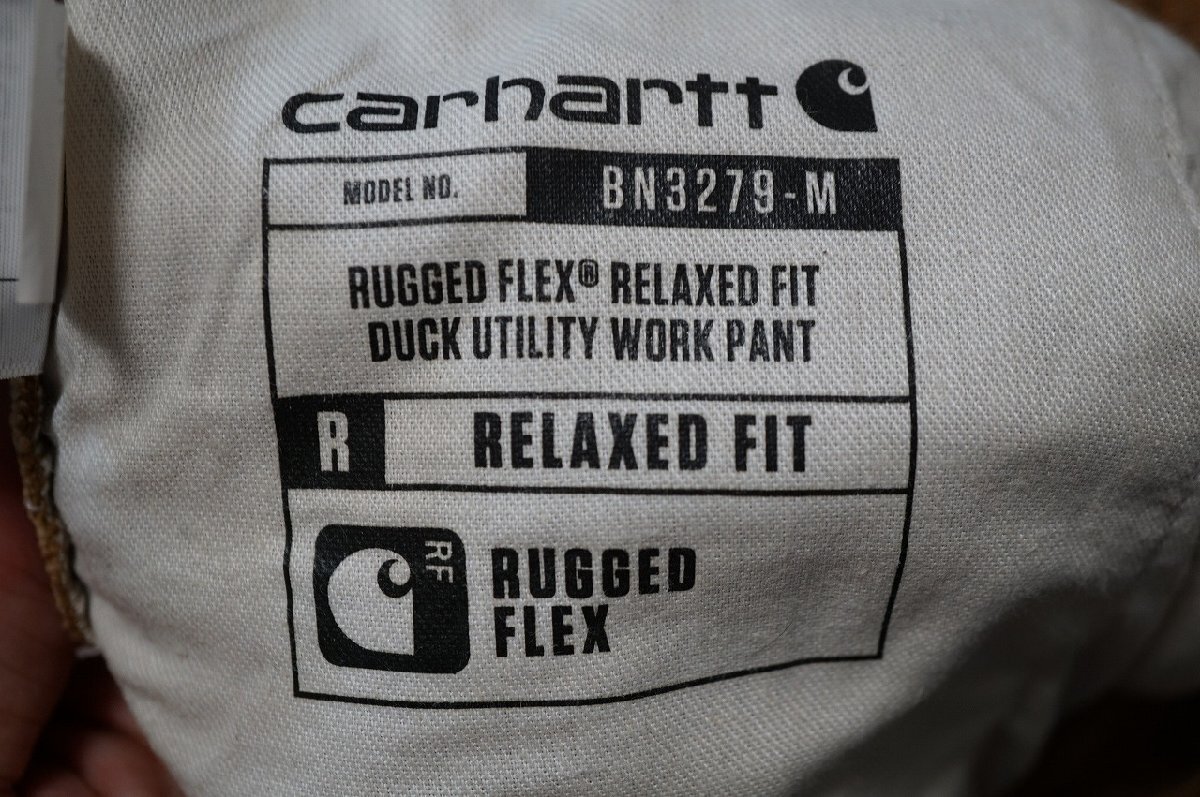 carhartt
MODEL NO. BN3279-M
RUGGED FLEX® RELAXED FIT
DUCK UTILITY WORK PANT
R RELAXED FIT
RF
RUGGED
FLEX